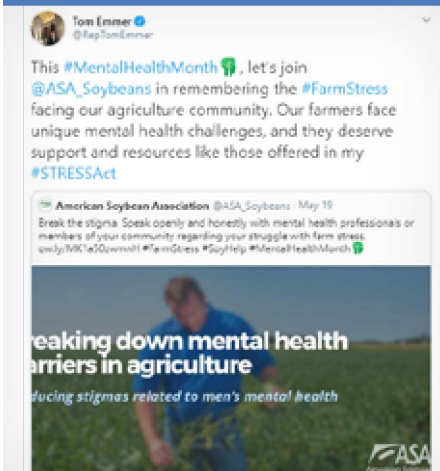 Tom Emmer
@RepTomEmmer
This #MentalHealthMonth, let's join
@ASA_Soybeans in remembering the #FarmStress
facing our agriculture community. Our farmers face
unique mental health challenges, and they deserve
support and resources like those offered in my
#STRESSAct
American Soybean Association @ASA_Soybeans · May 19
Break the stigma. Speak openly and honestly with mental health professionals or
members of your community regarding your struggle with farm stress.
#FarmStress #SoyHelp #MentalHealthMonth
reaking down mental health
arriers in agriculture
ducing stigmas related to men's mental health
ASA